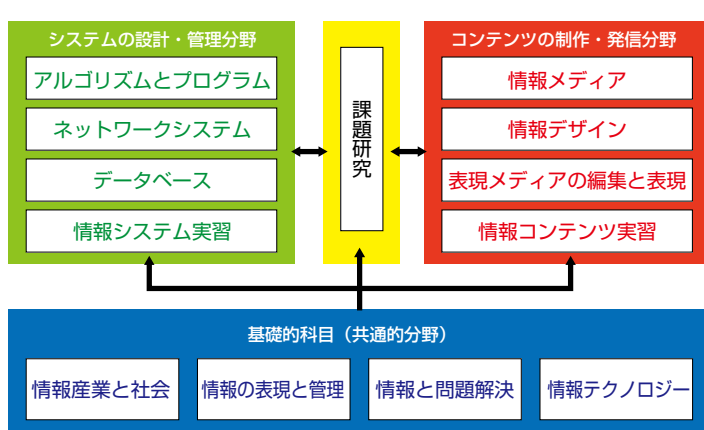 システムの設計・管理分野
アルゴリズムとプログラム
ネットワークシステム
データベース
情報システム実習
課題研究
コンテンツの制作・発信分野
情報メディア
情報デザイン
表現メディアの編集と表現
情報コンテンツ実習
基礎的科目（共通的分野）
情報産業と社会
情報の表現と管理
情報と問題解決
情報テクノロジー